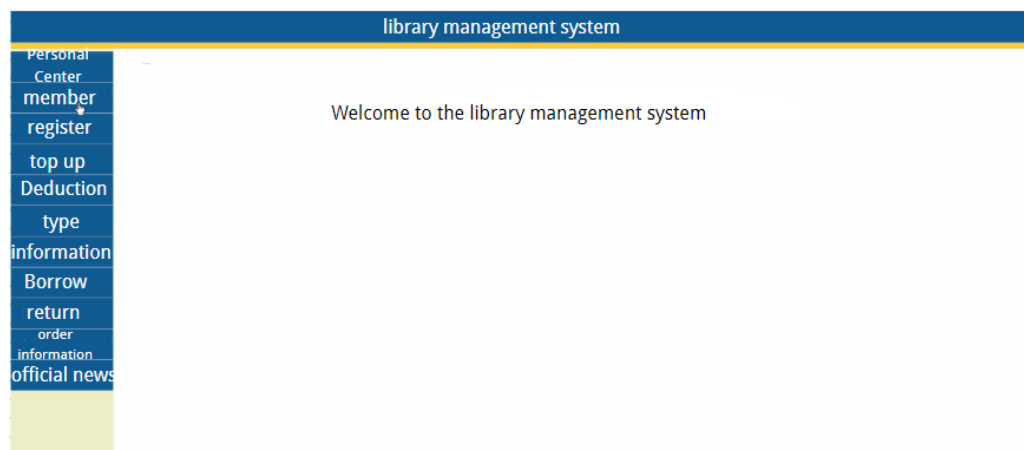 library management system
Personal
Center
member
Welcome to the library management system
register
top up
Deduction
type
information
Borrow
return
order
information
official news